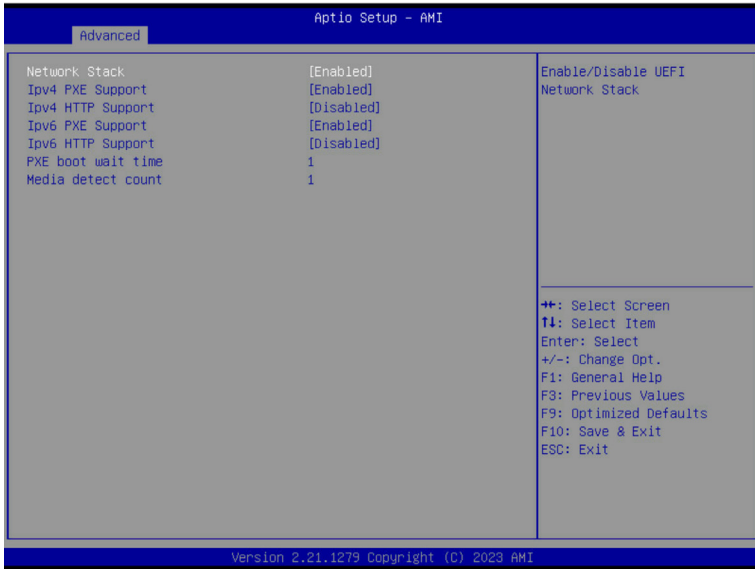 Aptio Setup – AMI
Advanced
Network Stack [Enabled]
Ipv4 PXE Support [Enabled]
Ipv4 HTTP Support [Disabled]
Ipv6 PXE Support [Enabled]
Ipv6 HTTP Support [Disabled]
PXE boot wait time 1
Media detect count 1
Enable/Disable UEFI
Network Stack
→←: Select Screen
↑↓: Select Item
Enter: Select
+/-: Change Opt.
F1: General Help
F3: Previous Values
F9: Optimized Defaults
F10: Save & Exit
ESC: Exit
Version 2.21.1279 Copyright (C) 2023 AMI